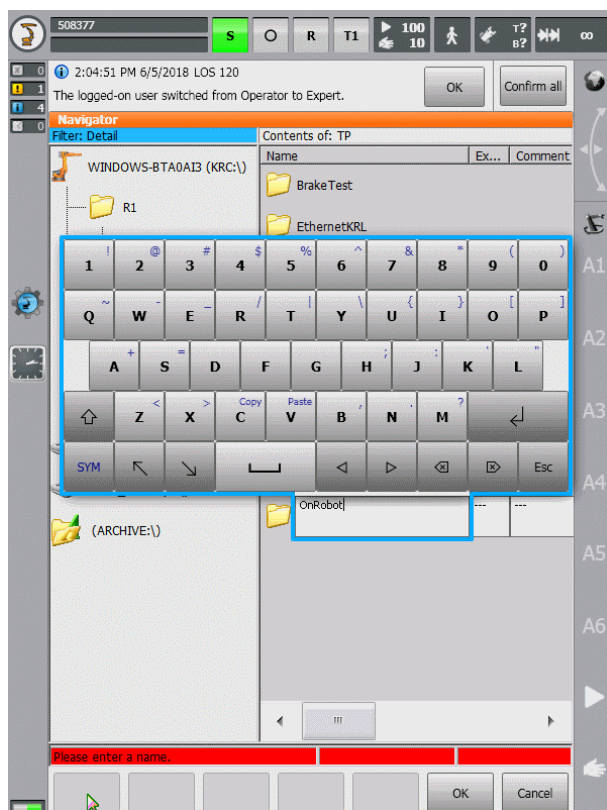 508377
S O R T1 100 10 T? B? ∞
0
1
4
0
2:04:51 PM 6/5/2018 LOS 120
The logged-on user switched from Operator to Expert.
OK Confirm all
Navigator
Filter: Detail Contents of: TP
Name Ex... Comment
WINDOWS-BTA0AI3 (KRC:\)
BrakeTest
R1
EthernetKRL
! @ # $ % ^ & * ( )
1 2 3 4 5 6 7 8 9 0
~ - _ / | \ { } [ ]
Q W E R T Y U I O P
+ = ; : ' "
A S D F G H J K L
< > Copy Paste , . ?
Z X C V B N M
SYM Esc
OnRobot --- ---
(ARCHIVE:\)
A1
A2
A3
A4
A5
A6
Please enter a name.
OK Cancel